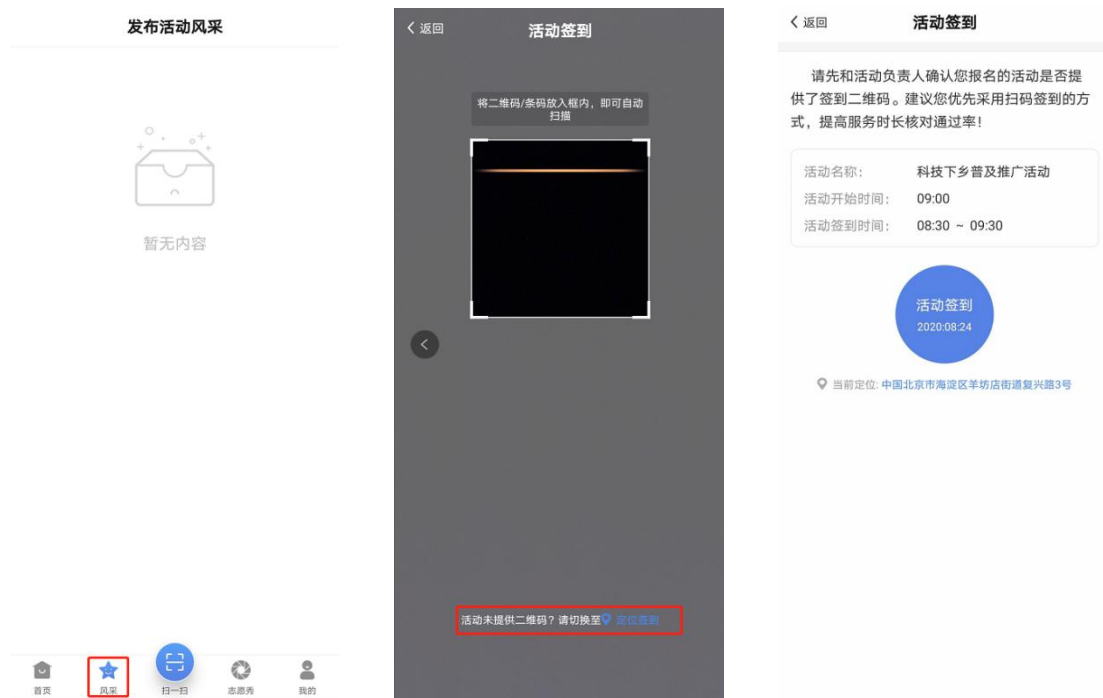 发布活动风采
暂无内容
首页
风采
扫一扫
志愿秀
我的
返回
活动签到
将二维码/条码放入框内，即可自动
扫描
活动未提供二维码？请切换至 定位签到
返回
活动签到
请先和活动负责人确认您报名的活动是否提
供了签到二维码。建议您优先采用扫码签到的方
式，提高服务时长核对通过率！
活动名称： 科技下乡普及推广活动
活动开始时间： 09:00
活动签到时间： 08:30 ~ 09:30
活动签到
2020:08:24
当前定位: 中国北京市海淀区羊坊店街道复兴路3号